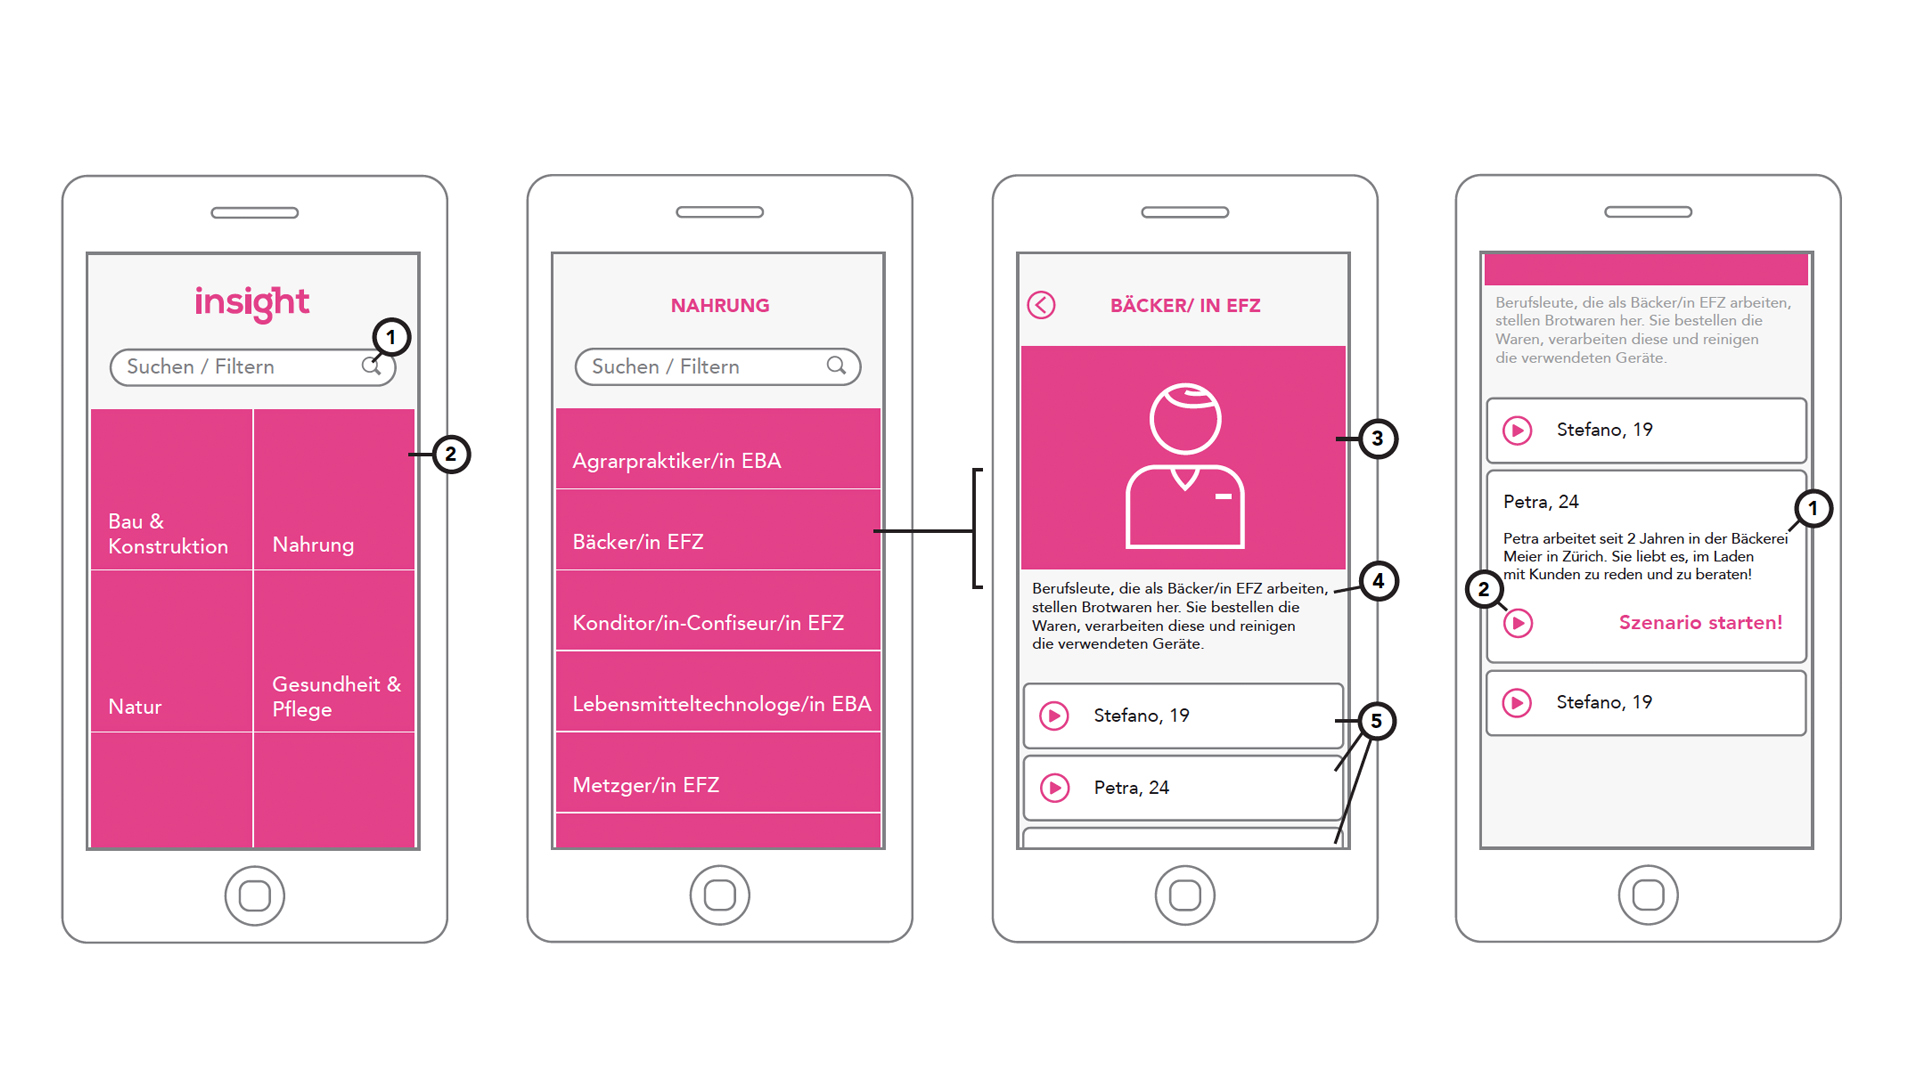 insight
1
Suchen / Filtern
2
Bau &
Konstruktion
Nahrung
Natur
Gesundheit &
Pflege
NAHRUNG
Suchen / Filtern
Agrarpraktiker/in EBA
Bäcker/in EFZ
Konditor/in-Confiseur/in EFZ
Lebensmitteltechnologe/in EBA
Metzger/in EFZ
BÄCKER/ IN EFZ
3
4
Berufsleute, die als Bäcker/in EFZ arbeiten,
stellen Brotwaren her. Sie bestellen die
Waren, verarbeiten diese und reinigen
die verwendeten Geräte.
Stefano, 19
5
Petra, 24
Berufsleute, die als Bäcker/in EFZ arbeiten,
stellen Brotwaren her. Sie bestellen die
Waren, verarbeiten diese und reinigen
die verwendeten Geräte.
Stefano, 19
Petra, 24
1
Petra arbeitet seit 2 Jahren in der Bäckerei
Meier in Zürich. Sie liebt es, im Laden
mit Kunden zu reden und zu beraten!
2
Szenario starten!
Stefano, 19